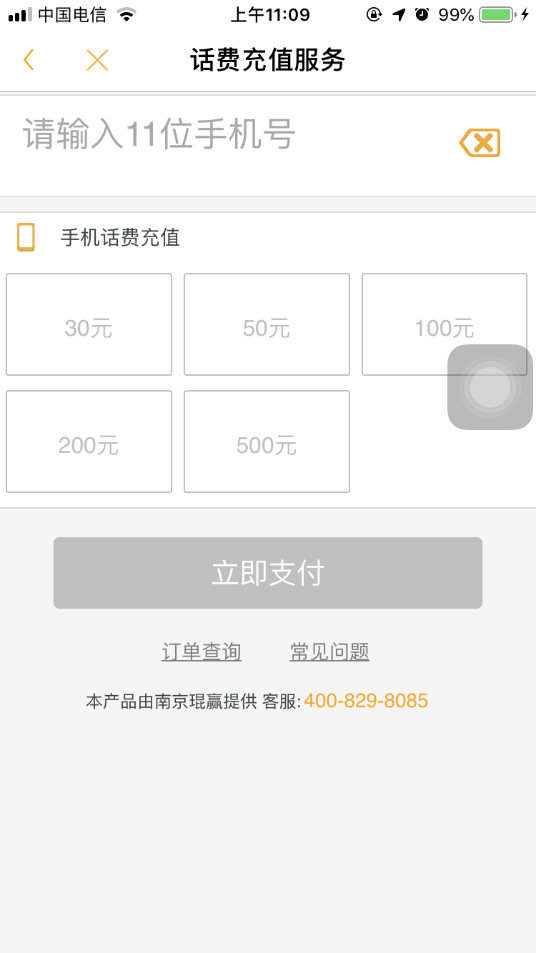 中国电信 上午11:09 99%
话费充值服务
请输入11位手机号
手机话费充值
30元 50元 100元
200元 500元
立即支付
订单查询 常见问题
本产品由南京琨赢提供 客服:400-829-8085